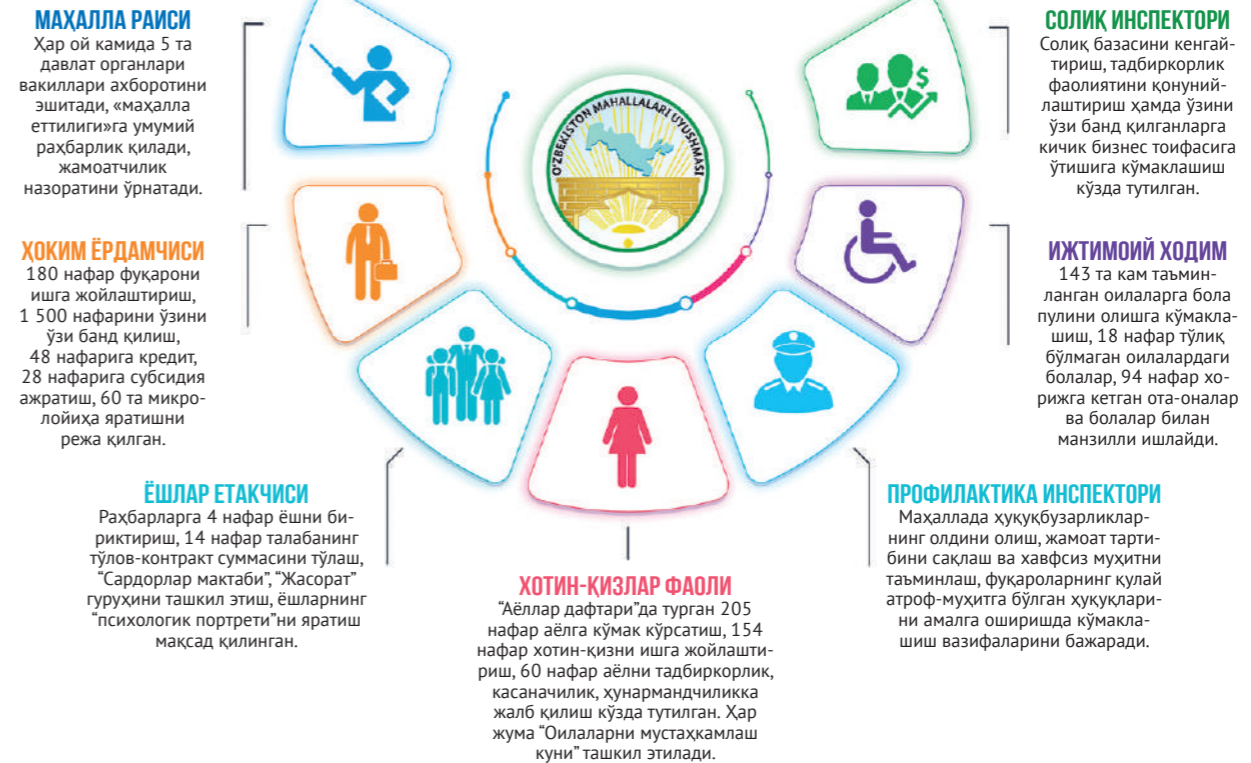 МАҲАЛЛА РАИСИ
Ҳар ой камида 5 та
давлат органлари
вакиллари ахборотини
эшитади, «маҳалла
еттилиги»га умумий
раҳбарлик қилади,
жамоатчилик
назоратини ўрнатади.
ҲОКИМ ЁРДАМЧИСИ
180 нафар фуқарони
ишга жойлаштириш,
1 500 нафарини ўзини
ўзи банд қилиш,
48 нафарига кредит,
28 нафарига субсидия
ажратиш, 60 та микро-
лойиҳа яратишни
режа қилган.
ЁШЛАР ЕТАКЧИСИ
Раҳбарларга 4 нафар ёшни би-
риктириш, 14 нафар талабанинг
тўлов-контракт суммасини тўлаш,
“Сардорлар мактаби”, “Жасорат”
гуруҳини ташкил этиш, ёшларнинг
“психологик портрети”ни яратиш
мақсад қилинган.
O‘ZBEKISTON MAHALLALARI UYUSHMASI
ХОТИН-ҚИЗЛАР ФАОЛИ
“Аёллар дафтари”да турган 205
нафар аёлга кўмак кўрсатиш, 154
нафар хотин-қизни ишга жойлашти-
риш, 60 нафар аёлни тадбиркорлик,
касаначилик, ҳунармандчиликка
жалб қилиш кўзда тутилган. Ҳар
жума “Оилаларни мустаҳкамлаш
куни” ташкил этилади.
СОЛИҚ ИНСПЕКТОРИ
Солиқ базасини кенгай-
тириш, тадбиркорлик
фаолиятини қонуний-
лаштириш ҳамда ўзини
ўзи банд қилганларга
кичик бизнес тоифасига
ўтишига кўмаклашиш
кўзда тутилган.
ИЖТИМОИЙ ХОДИМ
143 та кам таъмин-
ланган оилаларга бола
пулини олишга кўмакла-
шиш, 18 нафар тўлиқ
бўлмаган оилалардаги
болалар, 94 нафар хо-
рижга кетган ота-оналар
ва болалар билан
манзилли ишлайди.
ПРОФИЛАКТИКА ИНСПЕКТОРИ
Маҳаллада ҳуқуқбузарликлар-
нинг олдини олиш, жамоат тарти-
бини сақлаш ва хавфсиз муҳитни
таъминлаш, фуқароларнинг қулай
атроф-муҳитга бўлган ҳуқуқлари-
ни амалга оширишда кўмакла-
шиш вазифаларини бажаради.